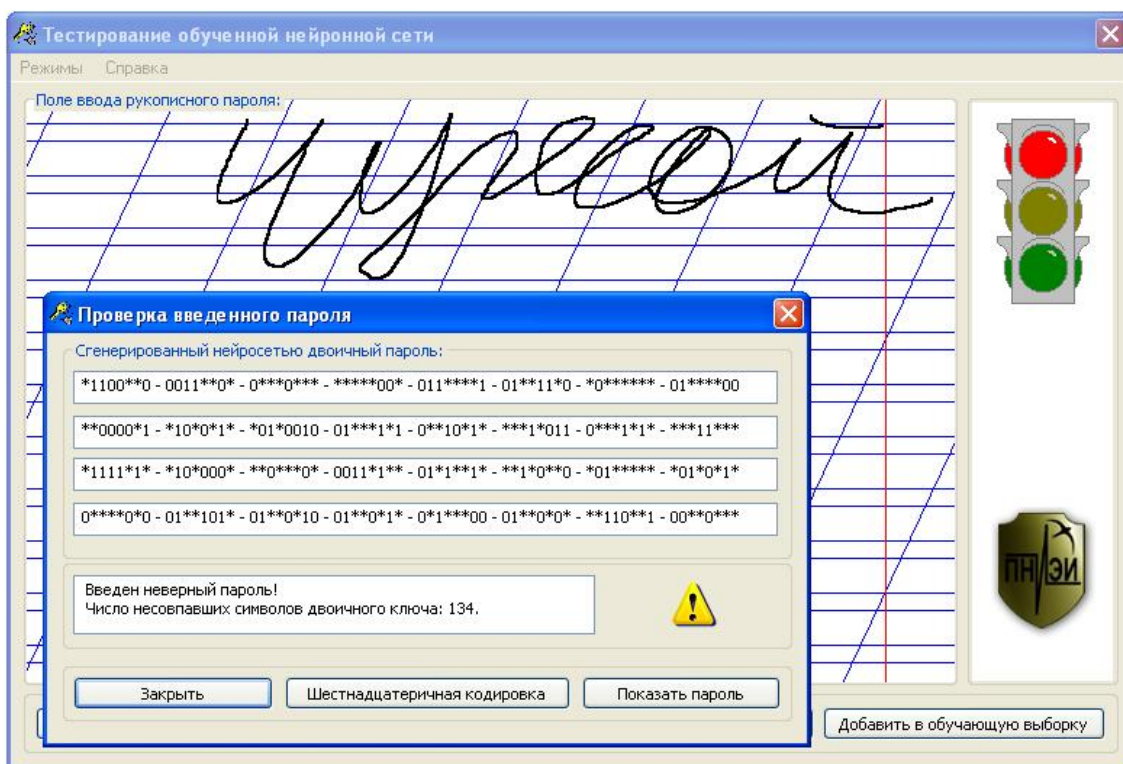 Тестирование обученной нейронной сети
Режимы Справка
Поле ввода рукописного пароля:
Чужой
Проверка введенного пароля
Сгенерированный нейросетью двоичный пароль:
*1100**0 - 0011**0* - 0***0*** - *****00* - 011****1 - 01**11*0 - *0****** - 01****00
**0000*1 - *10*0*1* - *01*0010 - 01***1*1 - 0**10*1* - ***1*011 - 0***1*1* - ***11***
*1111*1* - *10*000* - **0***0* - 0011*1** - 01*1**1* - **1*0**0 - *01***** - *01*0*1*
0****0*0 - 01**101* - 01**0*10 - 01**0*1* - 0*1***00 - 01**0*0* - **110**1 - 00**0***
Введен неверный пароль!
Число несовпавших символов двоичного ключа: 134.
ПНИЭИ
Закрыть Шестнадцатеричная кодировка Показать пароль
Добавить в обучающую выборку